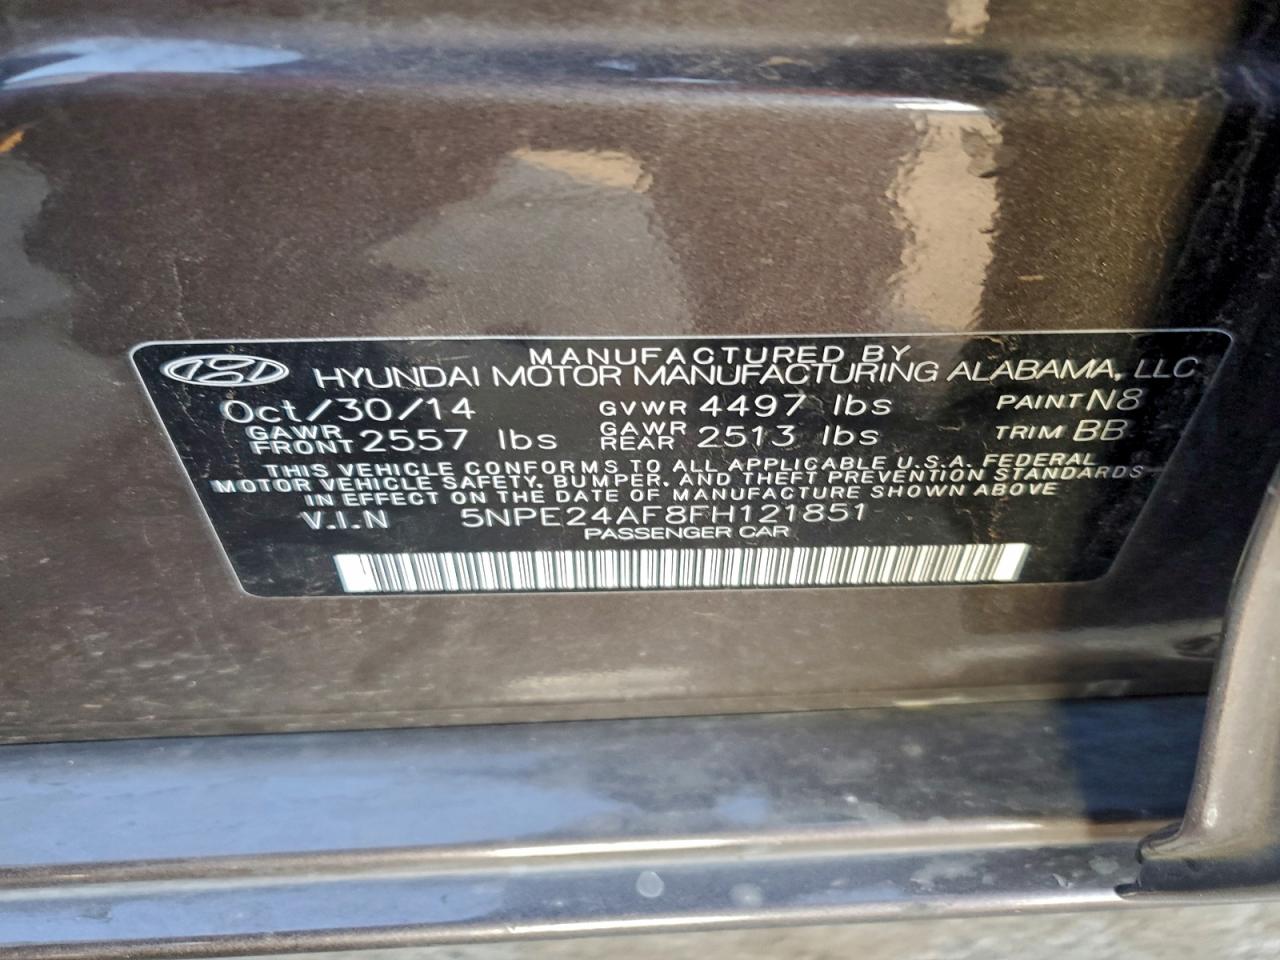 MANUFACTURED BY
HYUNDAI MOTOR MANUFACTURING ALABAMA, LLC
Oct/30/14 GVWR 4497 lbs PAINT N8
GAWR FRONT 2557 lbs GAWR REAR 2513 lbs TRIM BB
THIS VEHICLE CONFORMS TO ALL APPLICABLE U.S.A. FEDERAL
MOTOR VEHICLE SAFETY, BUMPER, AND THEFT PREVENTION STANDARDS
IN EFFECT ON THE DATE OF MANUFACTURE SHOWN ABOVE
V.I.N 5NPE24AF8FH121851
PASSENGER CAR